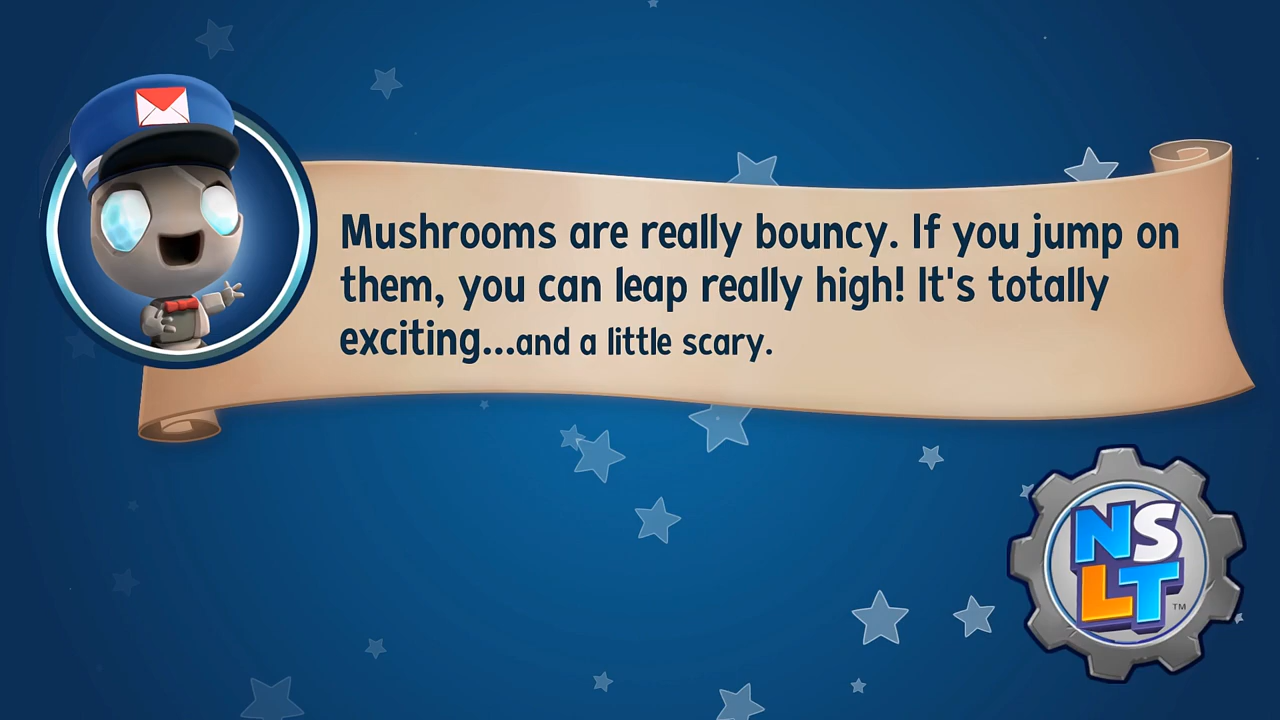 Mushrooms are really bouncy. If you jump on
them, you can leap really high! It's totally
exciting...and a little scary.
NS
LT
TM